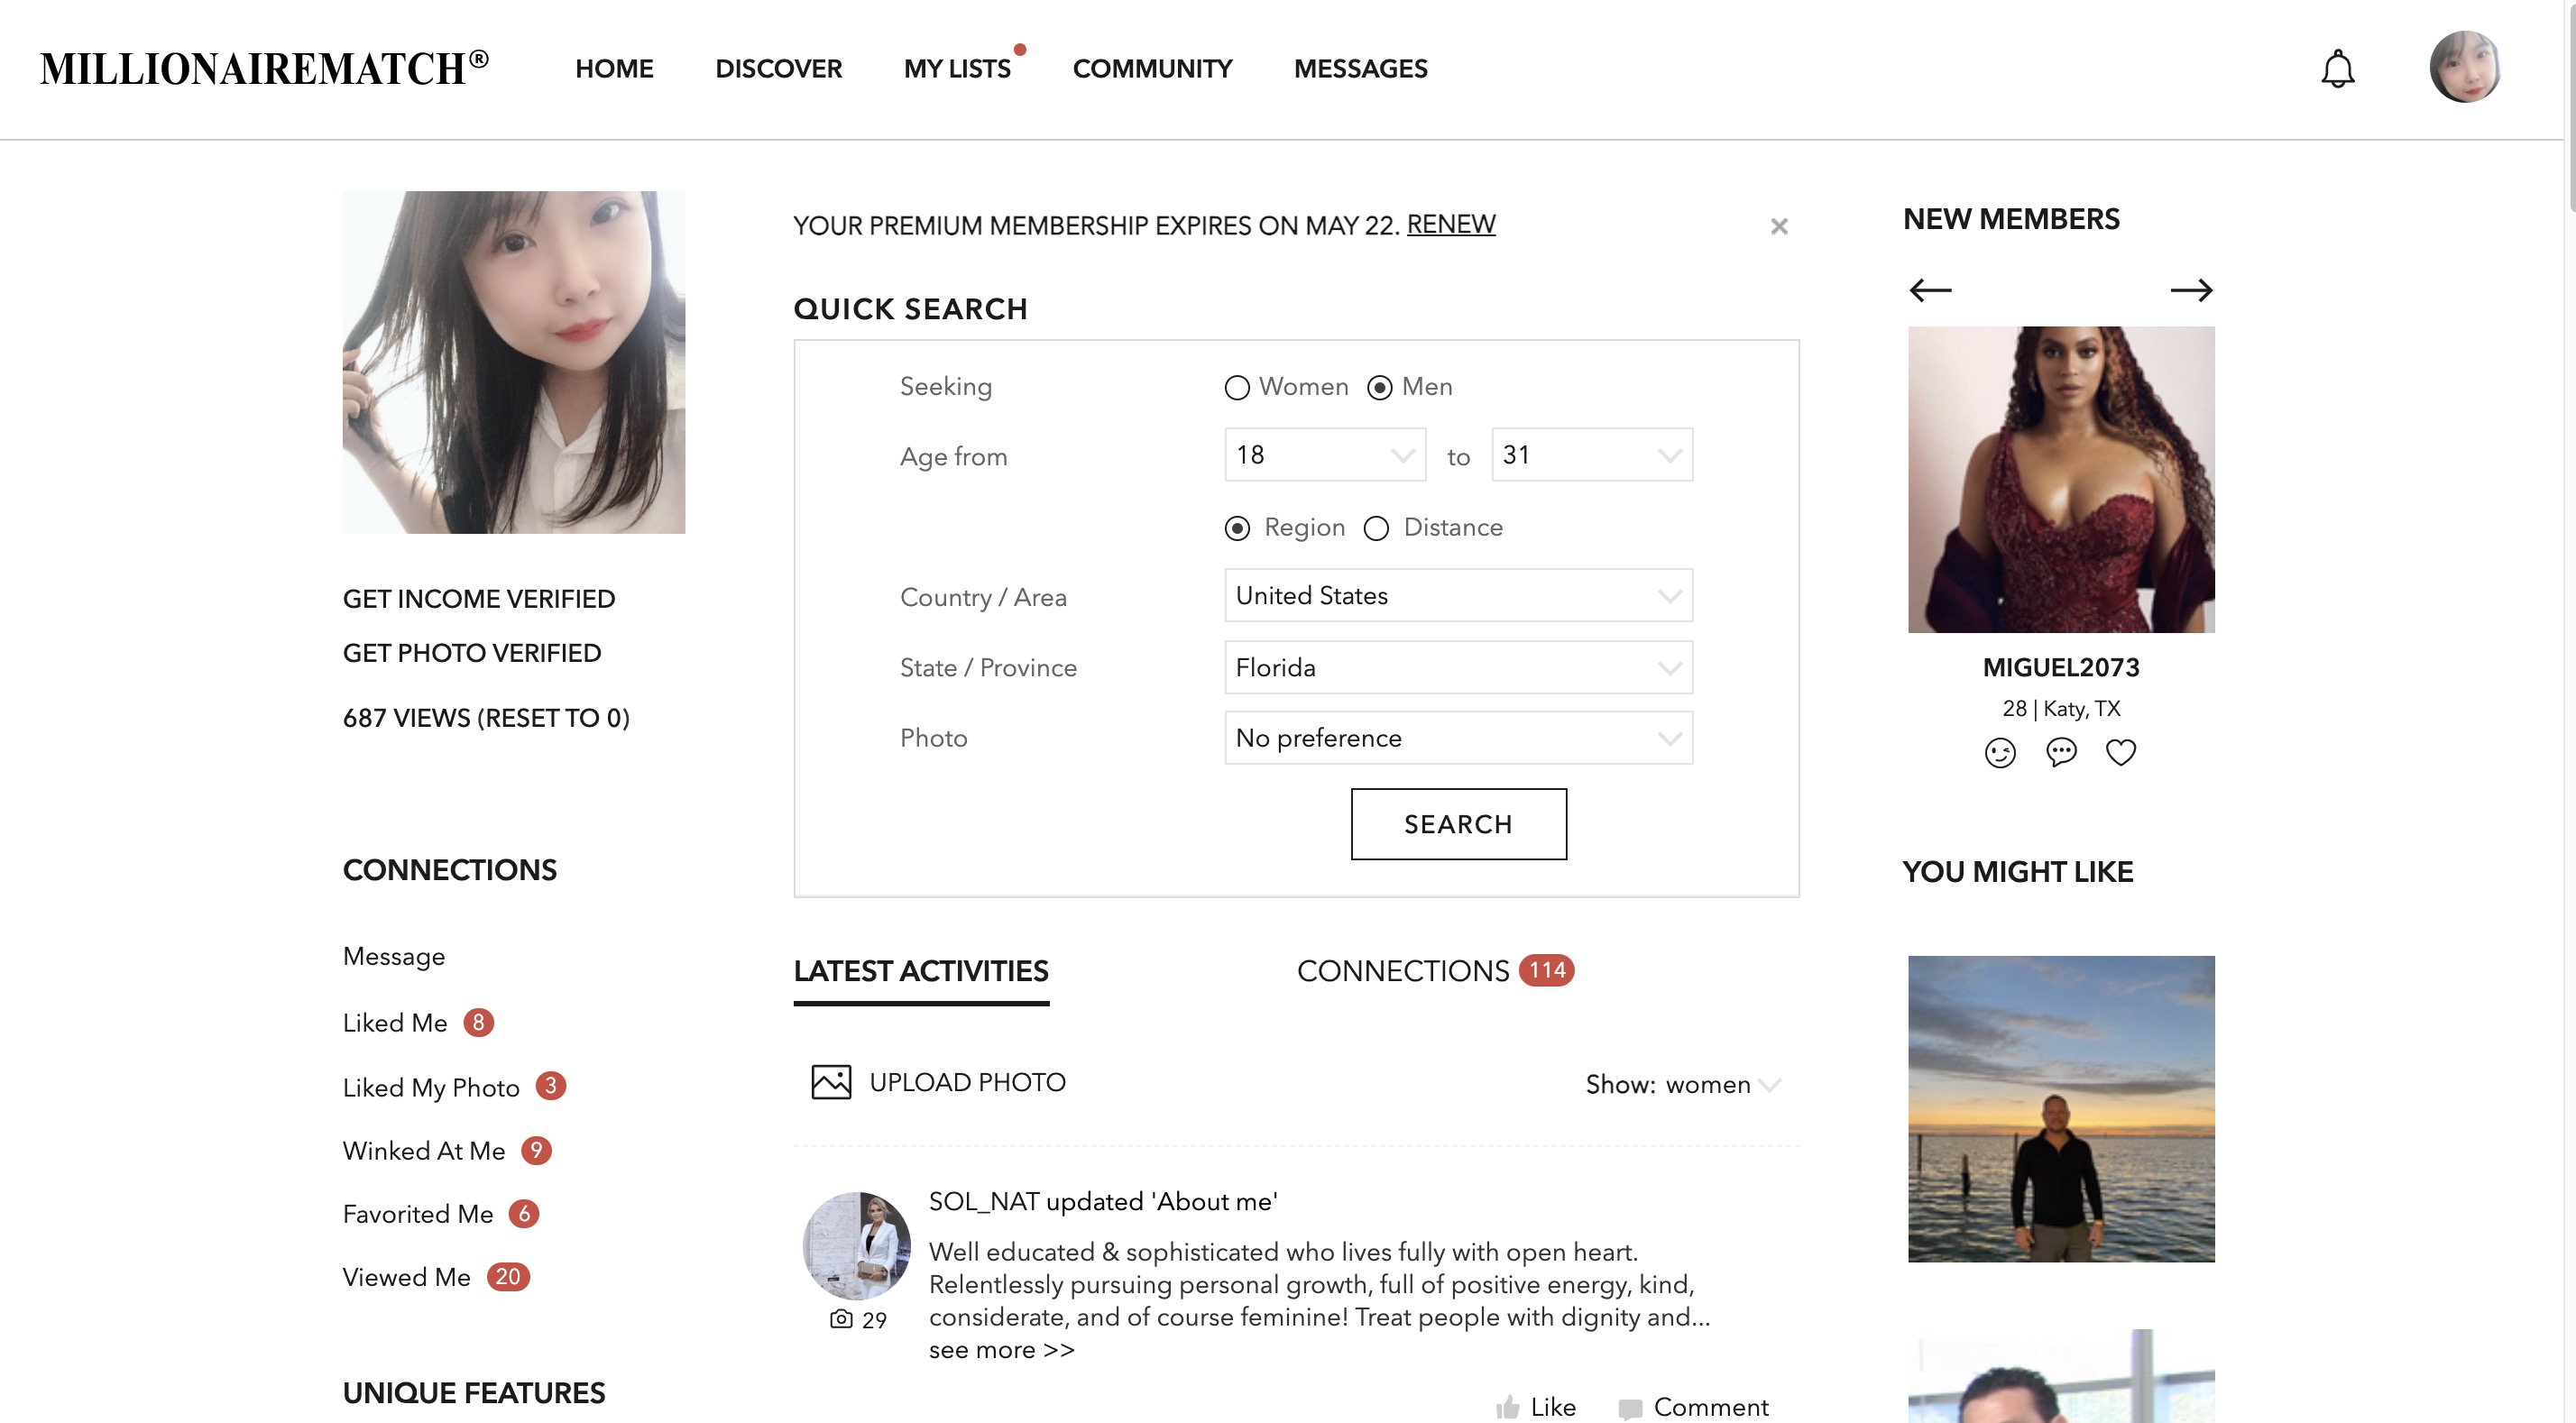 MILLIONAIREMATCH®
HOME
DISCOVER
MY LISTS
COMMUNITY
MESSAGES
GET INCOME VERIFIED
GET PHOTO VERIFIED
687 VIEWS (RESET TO 0)
CONNECTIONS
Message
Liked Me 8
Liked My Photo 3
Winked At Me 9
Favorited Me 6
Viewed Me 20
UNIQUE FEATURES
YOUR PREMIUM MEMBERSHIP EXPIRES ON MAY 22. RENEW ×
QUICK SEARCH
Seeking Women Men
Age from 18 to 31
Region Distance
Country / Area United States
State / Province Florida
Photo No preference
SEARCH
LATEST ACTIVITIES
CONNECTIONS 114
UPLOAD PHOTO
Show: women
SOL_NAT updated 'About me'
Well educated & sophisticated who lives fully with open heart.
Relentlessly pursuing personal growth, full of positive energy, kind,
considerate, and of course feminine! Treat people with dignity and...
see more >>
29
Like
Comment
NEW MEMBERS
MIGUEL2073
28 | Katy, TX
YOU MIGHT LIKE